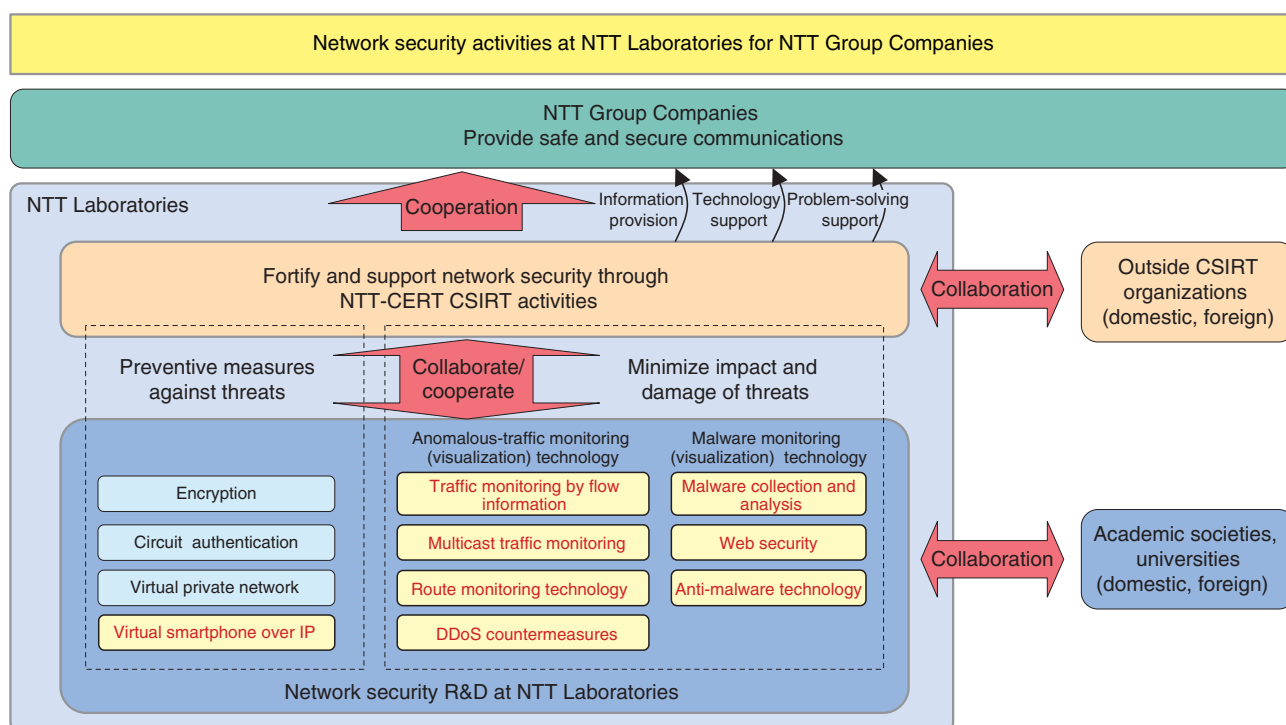 Network security activities at NTT Laboratories for NTT Group Companies
NTT Group Companies
Provide safe and secure communications
NTT Laboratories
Cooperation
Information
provision
Technology
support
Problem-solving
support
Fortify and support network security through
NTT-CERT CSIRT activities
Collaboration
Outside CSIRT
organizations
(domestic, foreign)
Preventive measures
against threats
Collaborate/
cooperate
Minimize impact and
damage of threats
Anomalous-traffic monitoring
(visualization) technology
Malware monitoring
(visualization) technology
Encryption
Circuit authentication
Virtual private network
Virtual smartphone over IP
Traffic monitoring by flow
information
Multicast traffic monitoring
Route monitoring technology
DDoS countermeasures
Malware collection and
analysis
Web security
Anti-malware technology
Collaboration
Academic societies,
universities
(domestic, foreign)
Network security R&D at NTT Laboratories